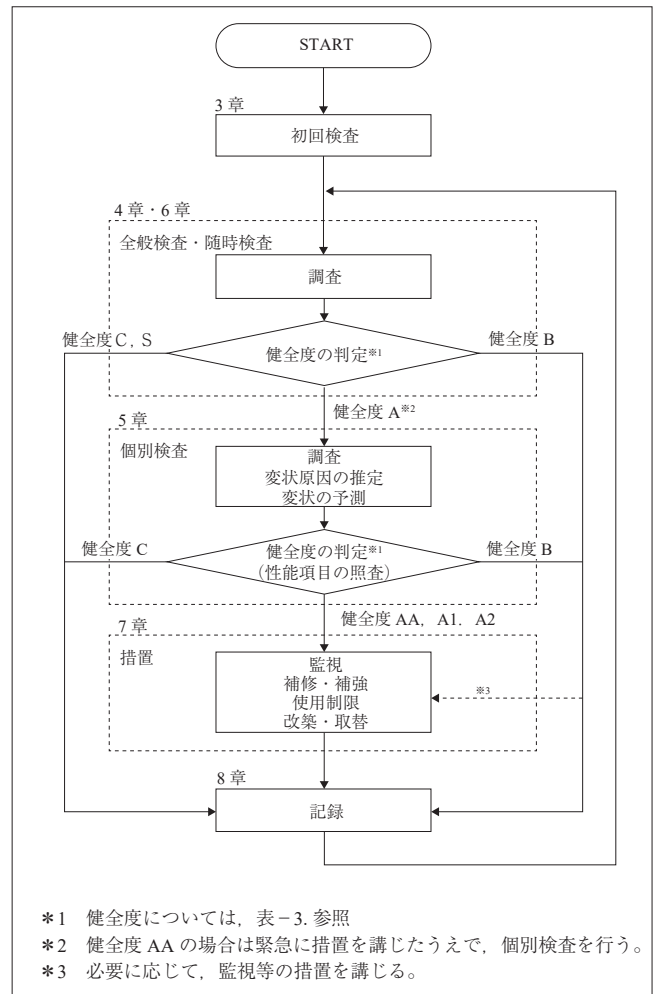 START
3 章
初回検査
4 章・6 章
全般検査・随時検査
調査
健全度C，S
健全度の判定※1
健全度 B
健全度 A※2
5 章
個別検査
調査
変状原因の推定
変状の予測
健全度 C
健全度の判定※1
（性能項目の照査）
健全度 B
健全度 AA，A1．A2
7 章
措置
監視
補修・補強
使用制限
改築・取替
※3
8 章
記録
＊1　健全度については，表－3. 参照
＊2　健全度 AA の場合は緊急に措置を講じたうえで，個別検査を行う。
＊3　必要に応じて，監視等の措置を講じる。